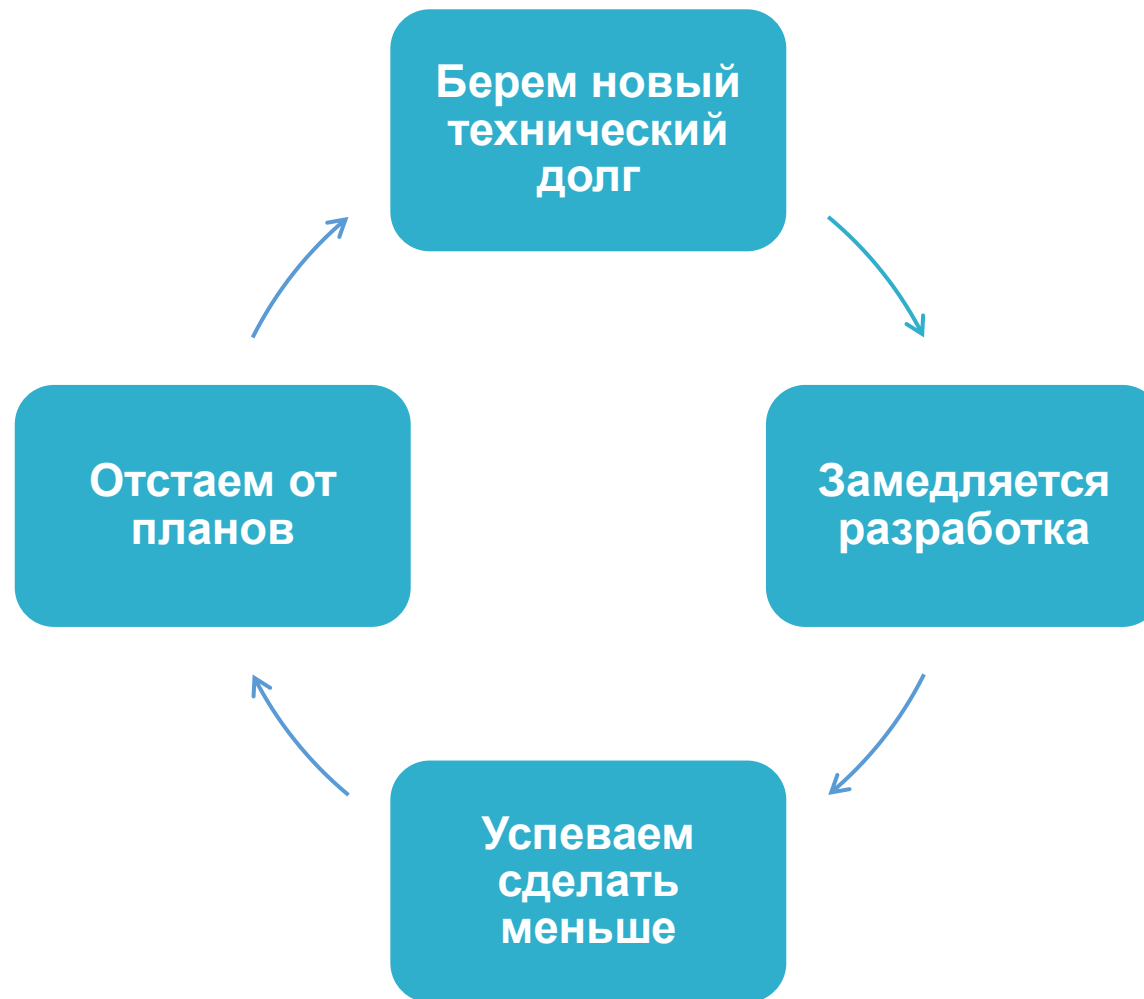 Берем новый
технический
долг
Отстаем от
планов
Замедляется
разработка
Успеваем
сделать
меньше